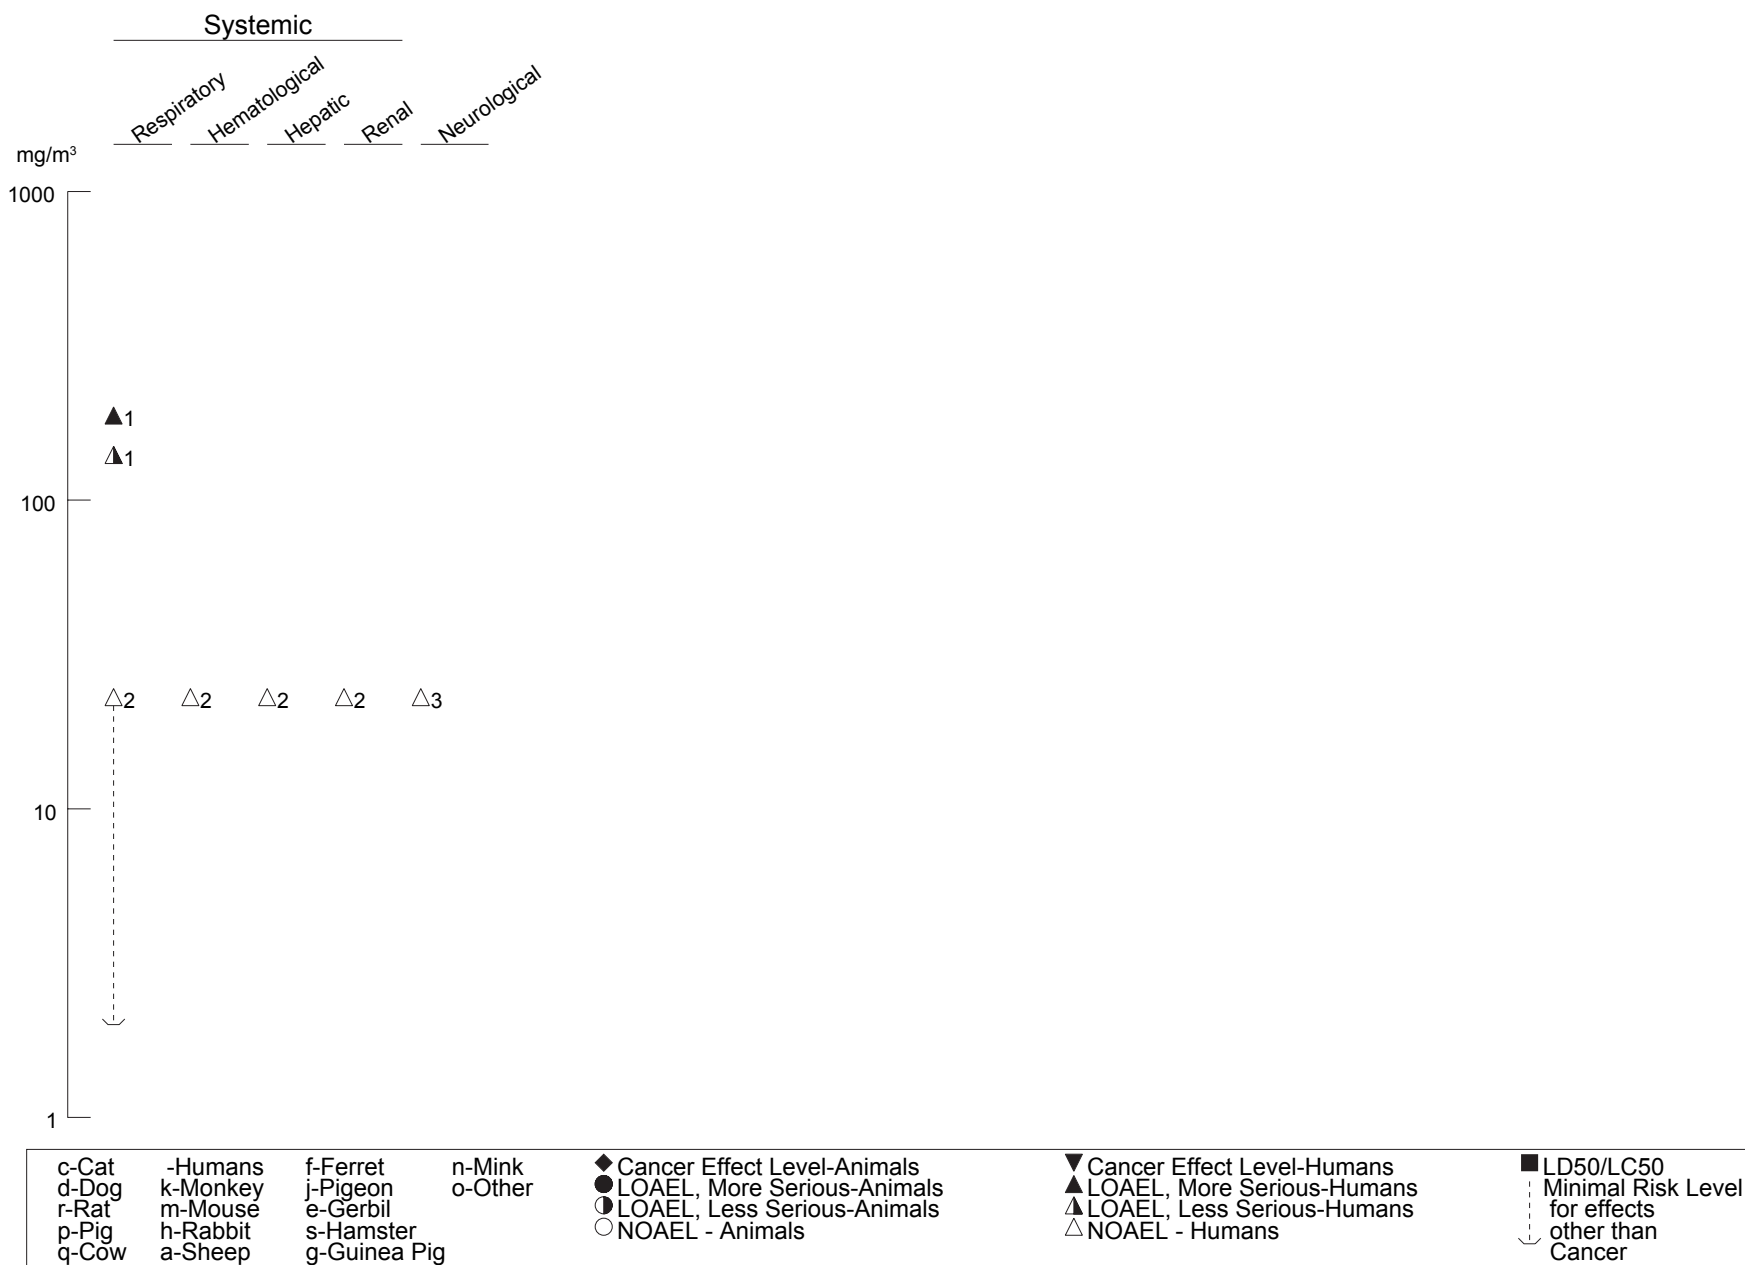 Systemic
Respiratory Hematological Hepatic Renal Neurological
mg/m³
1000
1
1
100
2 2 2 2 3
10
1
c-Cat -Humans f-Ferret n-Mink Cancer Effect Level-Animals Cancer Effect Level-Humans LD50/LC50
d-Dog k-Monkey j-Pigeon o-Other LOAEL, More Serious-Animals LOAEL, More Serious-Humans Minimal Risk Level
r-Rat m-Mouse e-Gerbil LOAEL, Less Serious-Animals LOAEL, Less Serious-Humans for effects
p-Pig h-Rabbit s-Hamster NOAEL - Animals NOAEL - Humans other than
q-Cow a-Sheep g-Guinea Pig Cancer